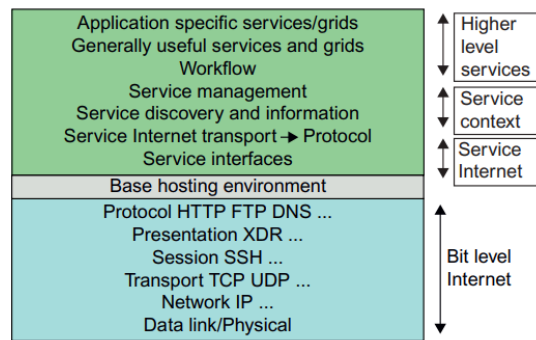 Application specific services/grids
Generally useful services and grids
Workflow
Service management
Service discovery and information
Service Internet transport → Protocol
Service interfaces
Base hosting environment
Protocol HTTP FTP DNS ...
Presentation XDR ...
Session SSH ...
Transport TCP UDP ...
Network IP ...
Data link/Physical
Higher
level
services
Service
context
Service
Internet
Bit level
Internet